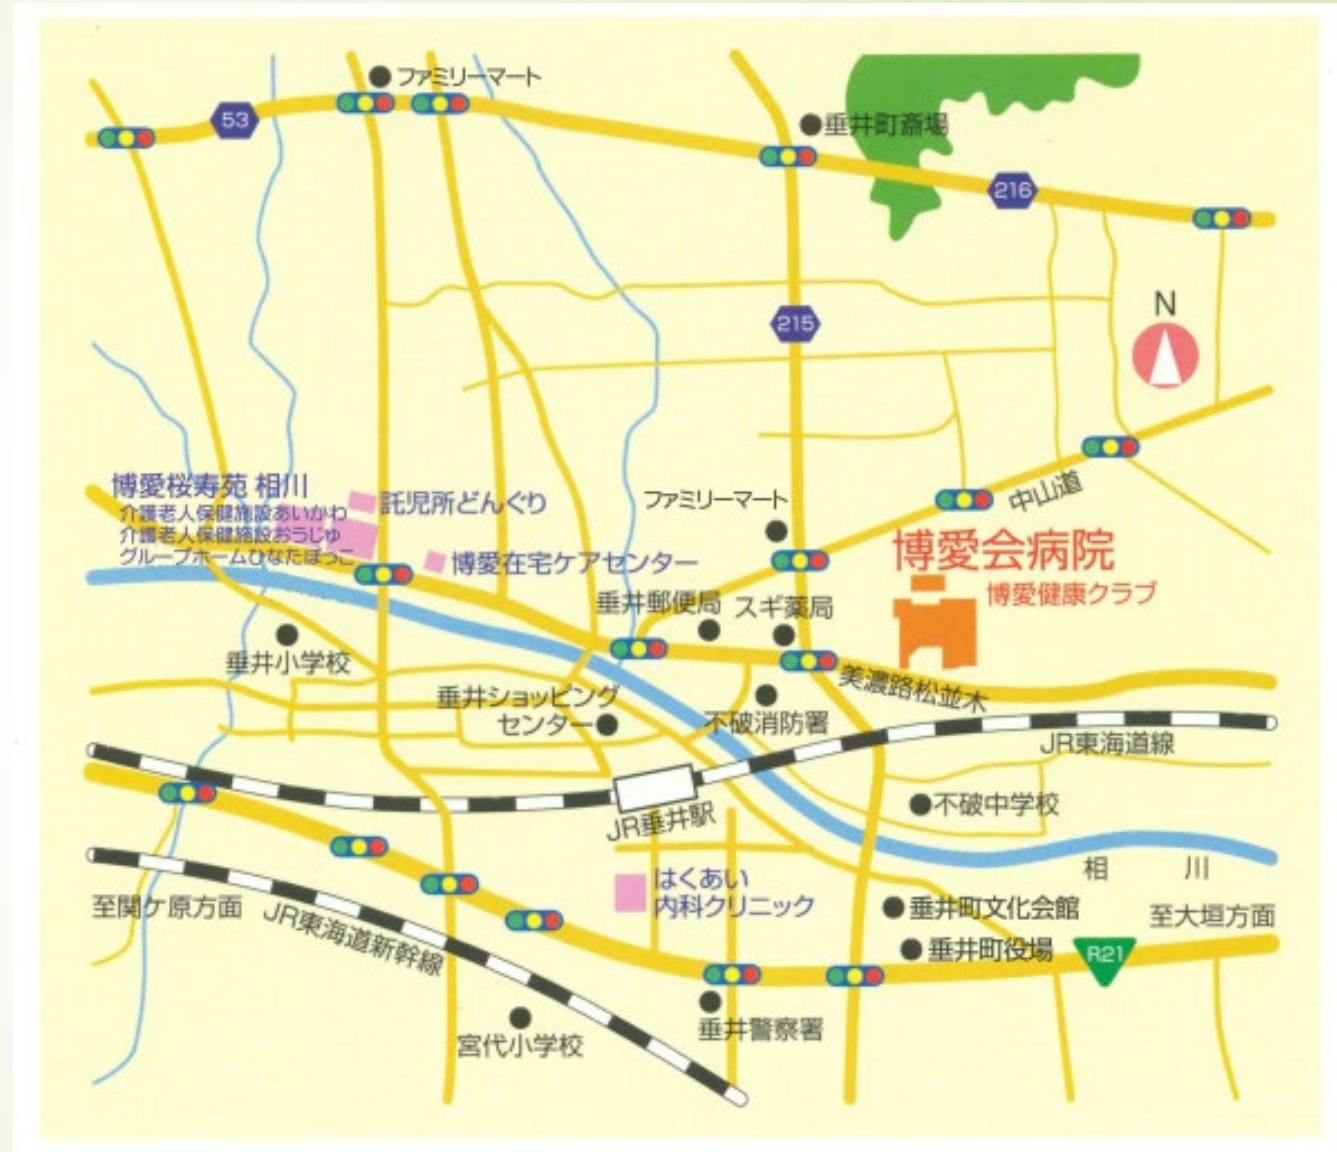 ファミリーマート
53
垂井町斎場
216
215
N
博愛桜寿苑 相川
介護老人保健施設あいかわ
介護老人保健施設おうじゅ
グループホームひなたぼっこ
託児所どんぐり
博愛在宅ケアセンター
ファミリーマート
中山道
博愛会病院
博愛健康クラブ
垂井郵便局
スギ薬局
垂井小学校
垂井ショッピング
センター
不破消防署
美濃路松並木
JR東海道線
JR垂井駅
不破中学校
相川
はくあい
内科クリニック
至関ケ原方面
JR東海道新幹線
垂井町文化会館
至大垣方面
垂井町役場
R21
垂井警察署
宮代小学校